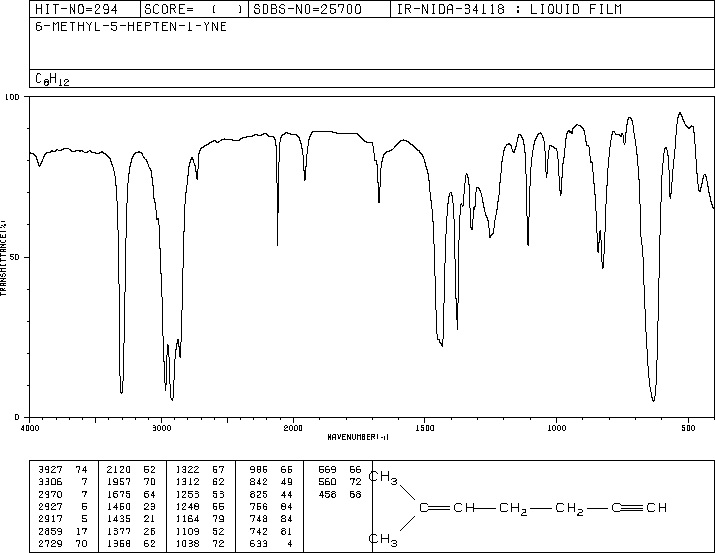 HIT-NO=294 SCORE= ( ) SDBS-NO=25700 IR-NIDA-34118 : LIQUID FILM
6-METHYL-5-HEPTEN-1-YNE
C8H12
100
50
0
TRANSMITTANCE(%)
4000 3000 2000 1500 1000 500
WAVENUMBER(-1)
3927 74 2120 52 1322 57 986 66 669 66
3306 7 1957 70 1312 62 842 49 560 72
2970 7 1675 64 1253 53 825 44 458 68
2927 6 1450 23 1248 55 766 84
2917 5 1435 21 1164 79 748 84
2859 17 1377 26 1109 52 742 81
2729 70 1368 62 1038 72 633 4
CH3
C CH CH2 CH2 C CH
CH3